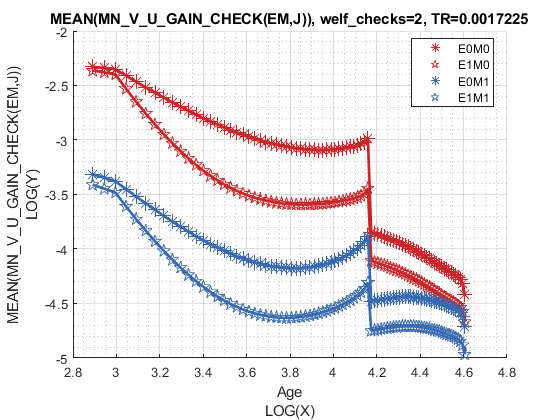 MEAN(MN_V_U_GAIN_CHECK(EM,J)), welf_checks=2, TR=0.0017225
-2
-2.5
-3
-3.5
-4
-4.5
-5
MEAN(MN_V_U_GAIN_CHECK(EM,J))
LOG(Y)
E0M0
E1M0
E0M1
E1M1
2.8 3 3.2 3.4 3.6 3.8 4 4.2 4.4 4.6 4.8
Age
LOG(X)